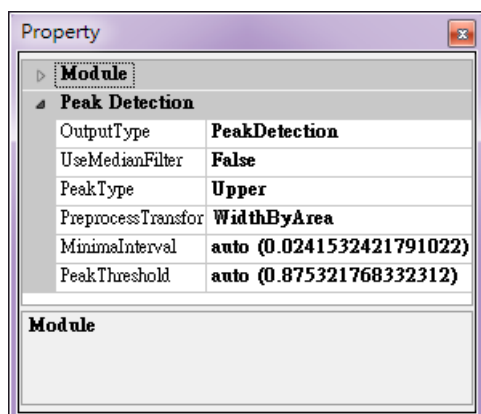 Property
Module
Peak Detection
OutputType PeakDetection
UseMedianFilter False
PeakType Upper
PreprocessTransfor WidthByArea
MinimaInterval auto (0.0241532421791022)
PeakThreshold auto (0.875321768332312)
Module